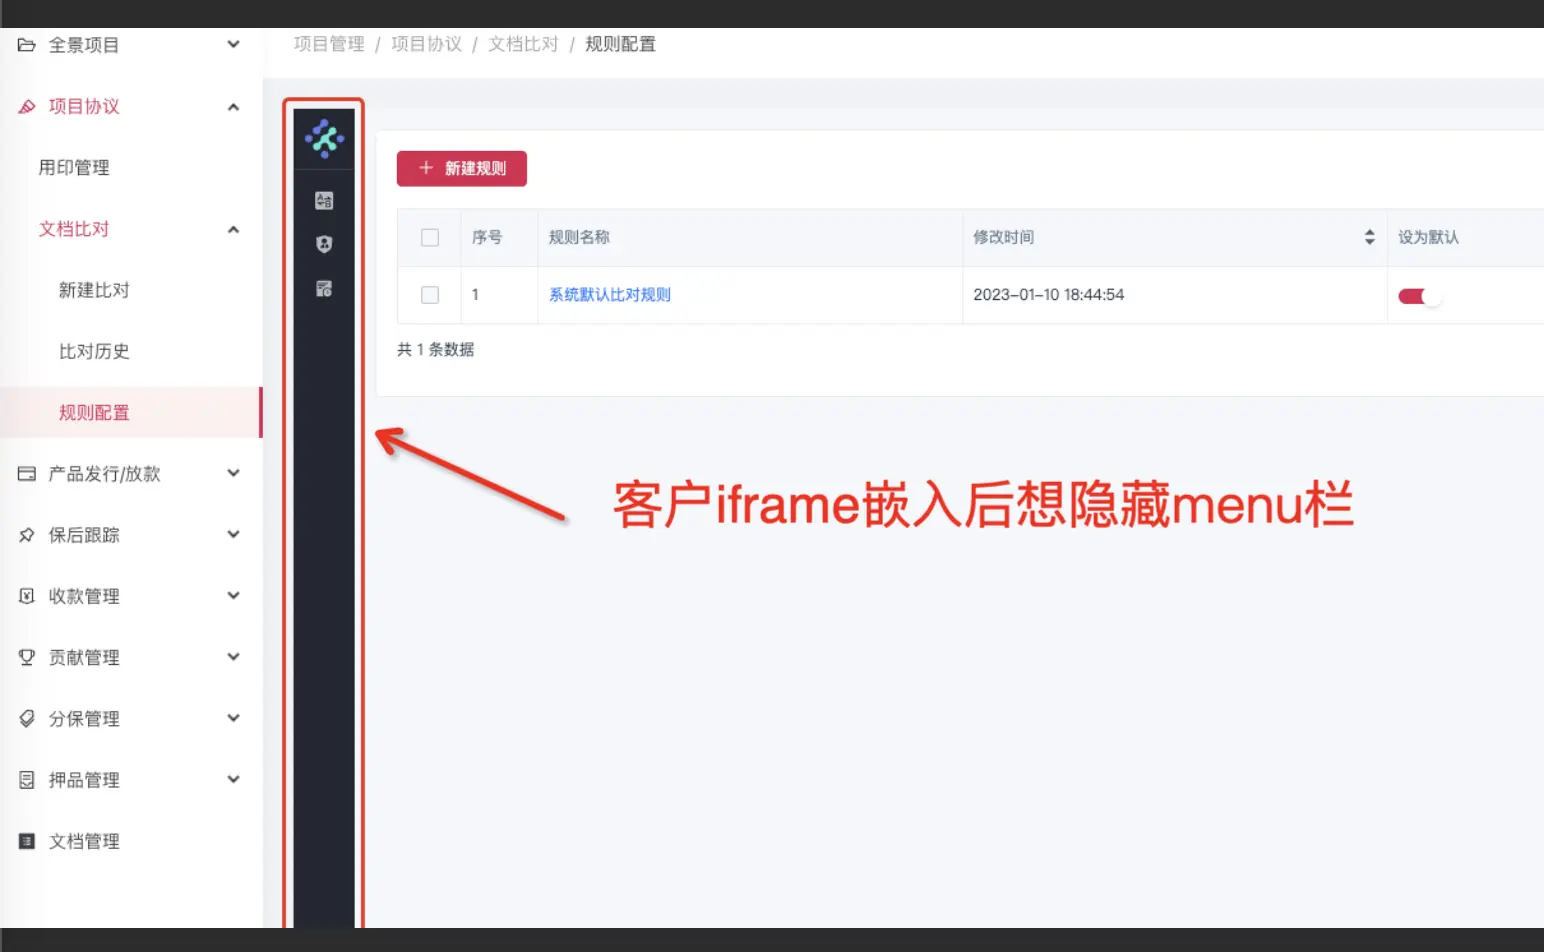 全景项目
项目协议
用印管理
文档比对
新建比对
比对历史
规则配置
产品发行/放款
保后跟踪
收款管理
贡献管理
分保管理
押品管理
文档管理
项目管理 / 项目协议 / 文档比对 / 规则配置
+ 新建规则
序号 规则名称 修改时间 设为默认
1 系统默认比对规则 2023-01-10 18:44:54
共 1 条数据
客户iframe嵌入后想隐藏menu栏